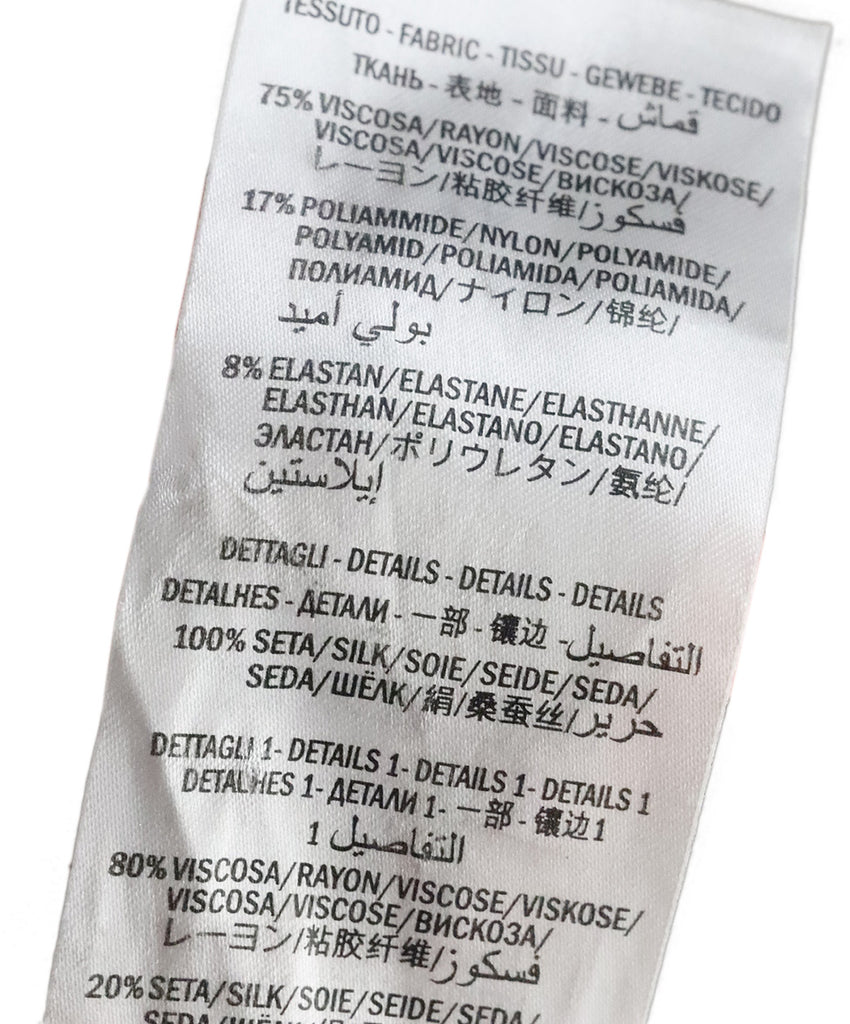 TESSUTO - FABRIC - TISSU - GEWEBE - TECIDO
ТКАНЬ - 表地 - 面料 - قماش
75% VISCOSA/RAYON/VISCOSE/VISKOSE/
VISCOSA/VISCOSE/ВИСКОЗА/
レーヨン/粘胶纤维/فسكوز
17% POLIAMMIDE/NYLON/POLYAMIDE/
POLYAMID/POLIAMIDA/POLIAMIDA/
ПОЛИАМИД/ナイロン/锦纶/
بولي أميد
8% ELASTAN/ELASTANE/ELASTHANNE/
ELASTHAN/ELASTANO/ELASTANO/
ЭЛАСТАН/ポリウレタン/氨纶/
إيلاستين
DETTAGLI - DETAILS - DETAILS - DETAILS
DETALHES - ДЕТАЛИ - 一部 - 镶边 - التفاصيل
100% SETA/SILK/SOIE/SEIDE/SEDA/
SEDA/ШЁЛК/絹/桑蚕丝/حرير
DETTAGLI 1- DETAILS 1- DETAILS 1- DETAILS 1
DETALHES 1- ДЕТАЛИ 1- 一部 - 镶边1
التفاصيل 1
80% VISCOSA/RAYON/VISCOSE/VISKOSE/
VISCOSA/VISCOSE/ВИСКОЗА/
レーヨン/粘胶纤维/فسكوز
20% SETA/SILK/SOIE/SEIDE/SEDA/